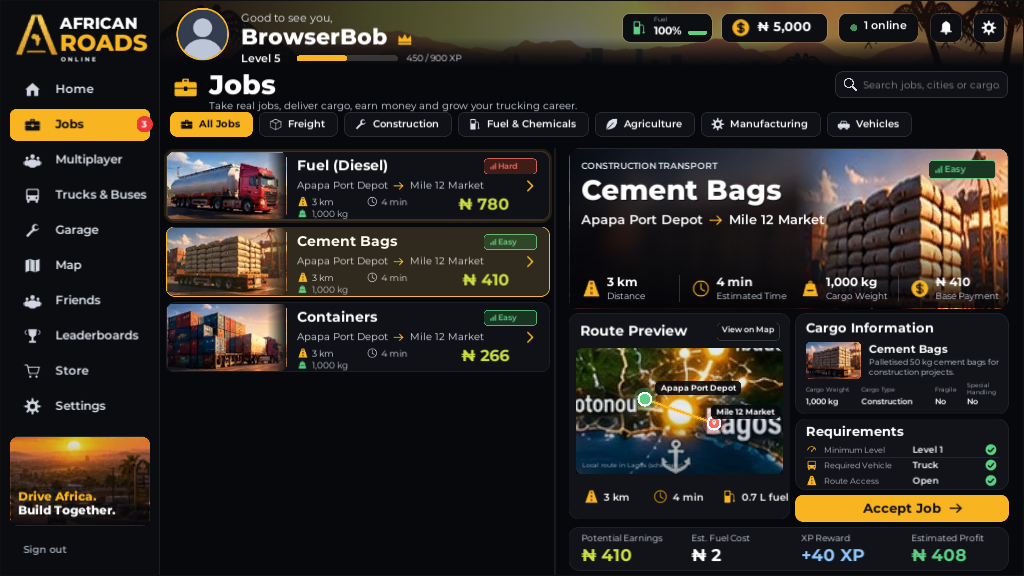 AFRICAN
ROADS
ONLINE
Home
Jobs
3
Multiplayer
Trucks & Buses
Garage
Map
Friends
Leaderboards
Store
Settings
Drive Africa.
Build Together.
Sign out
Good to see you,
BrowserBob
Level 5
450 / 900 XP
Fuel
100%
₦ 5,000
1 online
Jobs
Take real jobs, deliver cargo, earn money and grow your trucking career.
Search jobs, cities or cargo
All Jobs
Freight
Construction
Fuel & Chemicals
Agriculture
Manufacturing
Vehicles
Fuel (Diesel)
Hard
Apapa Port Depot → Mile 12 Market
3 km
4 min
1,000 kg
₦ 780
Cement Bags
Easy
Apapa Port Depot → Mile 12 Market
3 km
4 min
1,000 kg
₦ 410
Containers
Easy
Apapa Port Depot → Mile 12 Market
3 km
4 min
1,000 kg
₦ 266
CONSTRUCTION TRANSPORT
Easy
Cement Bags
Apapa Port Depot → Mile 12 Market
3 km
Distance
4 min
Estimated Time
1,000 kg
Cargo Weight
₦ 410
Base Payment
Route Preview
View on Map
Apapa Port Depot
otonou
Mile 12 Market
Lagos
Local route in Lagos
3 km
4 min
0.7 L fuel
Cargo Information
Cement Bags
Palletised 50 kg cement bags for
construction projects.
Cargo Weight
1,000 kg
Cargo Type
Construction
Fragile
No
Special
Handling
No
Requirements
Minimum Level
Level 1
Required Vehicle
Truck
Route Access
Open
Accept Job →
Potential Earnings
₦ 410
Est. Fuel Cost
₦ 2
XP Reward
+40 XP
Estimated Profit
₦ 408